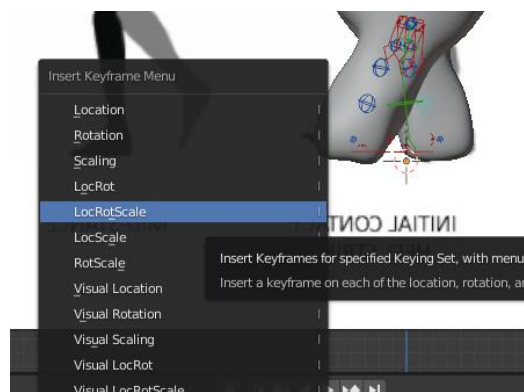 Insert Keyframe Menu
Location
Rotation
Scaling
LocRot
LocRotScale
LocScale
RotScale
Visual Location
Visual Rotation
Visual Scaling
Visual LocRot
Visual LocRotScale
INITIAL CONTACT:
Insert Keyframes for specified Keying Set, with menu
Insert a keyframe on each of the location, rotation,